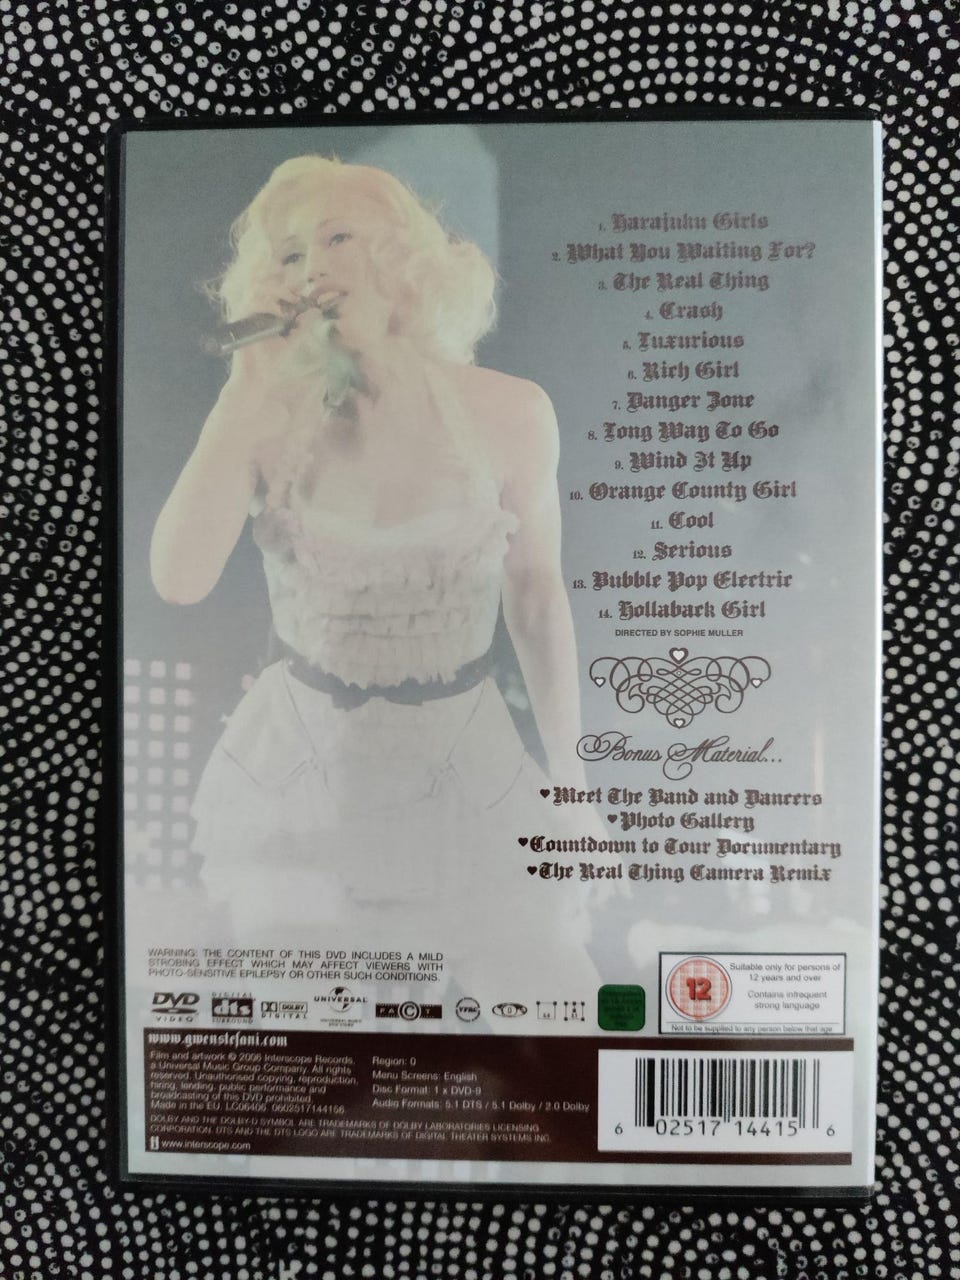 1. Harajuku Girls
2. What You Waiting For?
3. The Real Thing
4. Crash
5. Luxurious
6. Rich Girl
7. Danger Zone
8. Long Way To Go
9. Wind It Up
10. Orange County Girl
11. Cool
12. Serious
13. Bubble Pop Electric
14. Hollaback Girl
DIRECTED BY SOPHIE MULLER
Bonus Material...
Meet The Band and Dancers
Photo Gallery
Countdown to Tour Documentary
The Real Thing Camera Remix
WARNING: THE CONTENT OF THIS DVD INCLUDES A MILD
STROBING EFFECT WHICH MAY AFFECT VIEWERS WITH
PHOTO-SENSITIVE EPILEPSY OR OTHER SUCH CONDITIONS.
DVD
VIDEO
DIGITAL
dts
SURROUND
DOLBY
DIGITAL
UNIVERSAL
UNIVERSAL MUSIC
DVD VIDEO
FACT
12
Suitable only for persons of
12 years and over
Contains infrequent
strong language
Not to be supplied to any person below that age
www.gwenstefani.com
Film and artwork © 2006 Interscope Records,
a Universal Music Group Company. All rights
reserved. Unauthorised copying, reproduction,
hiring, lending, public performance and
broadcasting of this DVD prohibited.
Made in the EU. LC06406. 0602517144156
Region: 0
Menu Screens: English
Disc Format: 1 x DVD-9
Audio Formats: 5.1 DTS / 5.1 Dolby / 2.0 Dolby
DOLBY AND THE DOLBY-D SYMBOL ARE TRADEMARKS OF DOLBY LABORATORIES LICENSING
CORPORATION. DTS AND THE DTS LOGO ARE TRADEMARKS OF DIGITAL THEATER SYSTEMS INC.
www.interscope.com
6 02517 14415 6